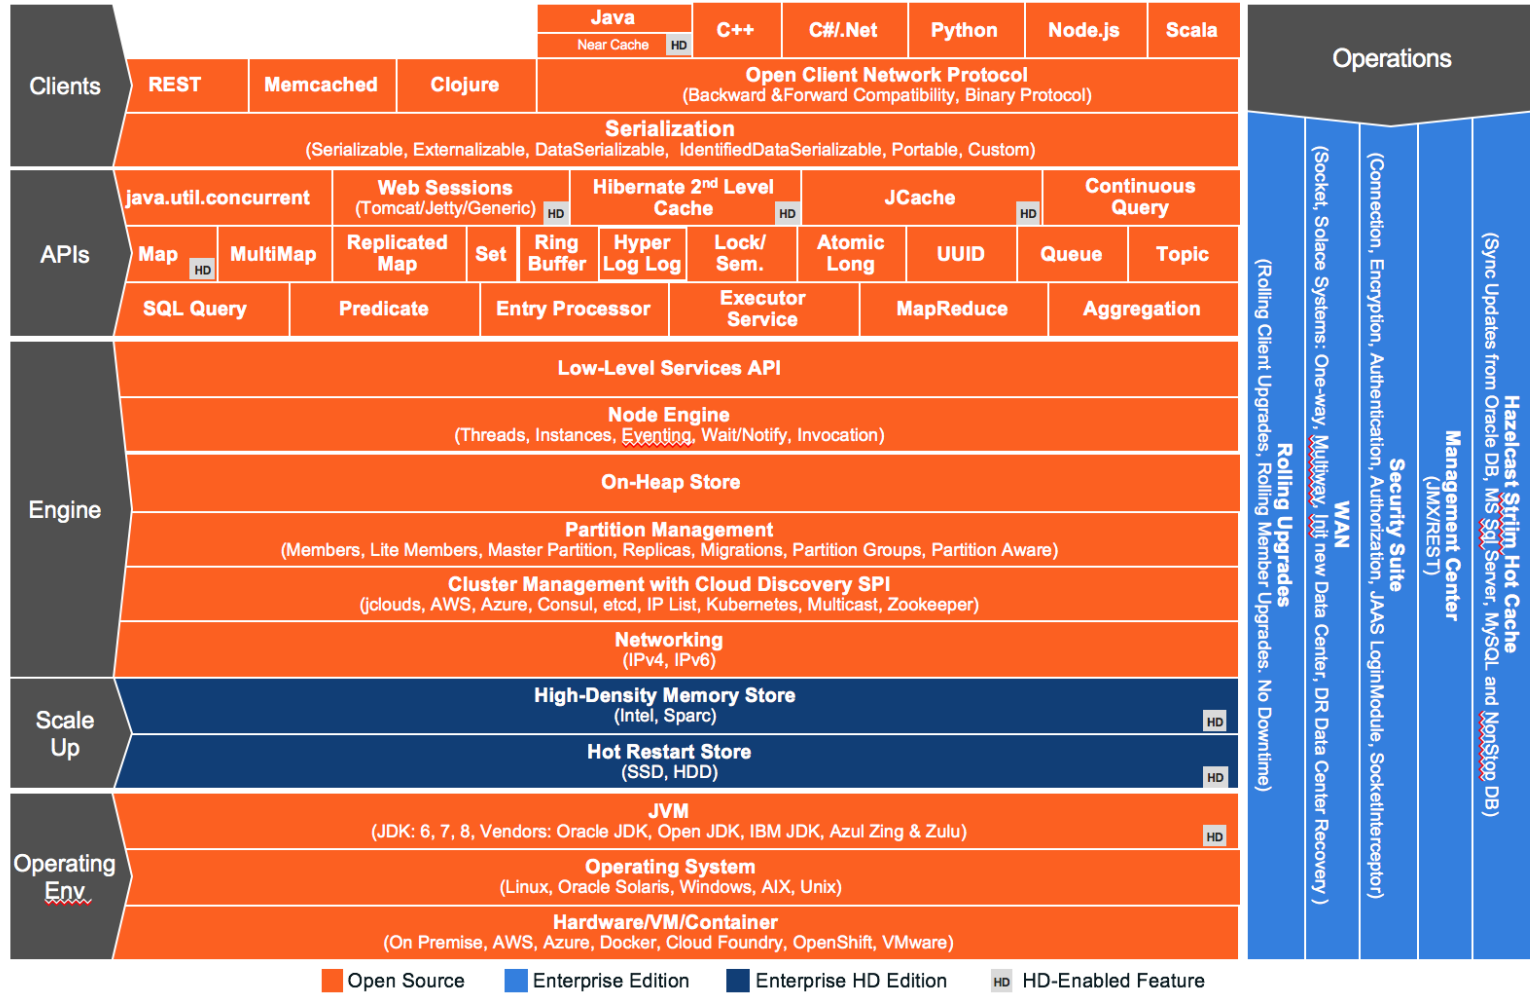 Clients
Java
Near Cache HD
C++
C#/.Net
Python
Node.js
Scala
REST
Memcached
Clojure
Open Client Network Protocol
(Backward &Forward Compatibility, Binary Protocol)
Serialization
(Serializable, Externalizable, DataSerializable, IdentifiedDataSerializable, Portable, Custom)
APIs
java.util.concurrent
Web Sessions
(Tomcat/Jetty/Generic)
HD
Hibernate 2nd Level
Cache
HD
JCache
HD
Continuous
Query
Map
HD
MultiMap
Replicated
Map
Set
Ring
Buffer
Hyper
Log Log
Lock/
Sem.
Atomic
Long
UUID
Queue
Topic
SQL Query
Predicate
Entry Processor
Executor
Service
MapReduce
Aggregation
Engine
Low-Level Services API
Node Engine
(Threads, Instances, Eventing, Wait/Notify, Invocation)
On-Heap Store
Partition Management
(Members, Lite Members, Master Partition, Replicas, Migrations, Partition Groups, Partition Aware)
Cluster Management with Cloud Discovery SPI
(jclouds, AWS, Azure, Consul, etcd, IP List, Kubernetes, Multicast, Zookeeper)
Networking
(IPv4, IPv6)
Scale
Up
High-Density Memory Store
(Intel, Sparc)
HD
Hot Restart Store
(SSD, HDD)
HD
Operating
Env
JVM
(JDK: 6, 7, 8, Vendors: Oracle JDK, Open JDK, IBM JDK, Azul Zing & Zulu)
HD
Operating System
(Linux, Oracle Solaris, Windows, AIX, Unix)
Hardware/VM/Container
(On Premise, AWS, Azure, Docker, Cloud Foundry, OpenShift, VMware)
Operations
Rolling Upgrades
(Rolling Client Upgrades, Rolling Member Upgrades. No Downtime)
WAN
(Socket, Solace Systems: One-way, Multiway, Init new Data Center, DR Data Center Recovery )
Security Suite
(Connection, Encryption, Authentication, Authorization, JAAS LoginModule, SocketInterceptor)
Management Center
(JMX/REST)
Hazelcast Striim Hot Cache
(Sync Updates from Oracle DB, MS Sql Server, MySQL and NonStop DB)
Open Source
Enterprise Edition
Enterprise HD Edition
HD HD-Enabled Feature